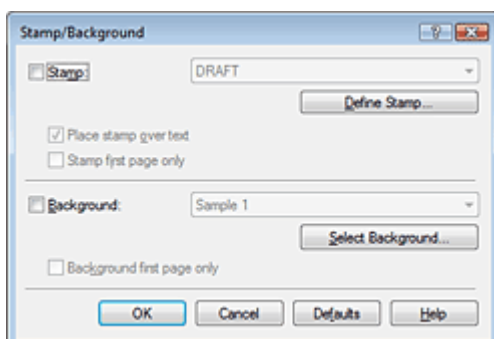 Stamp/Background
Stamp: DRAFT
Define Stamp...
Place stamp over text
Stamp first page only
Background: Sample 1
Select Background...
Background first page only
OK Cancel Defaults Help